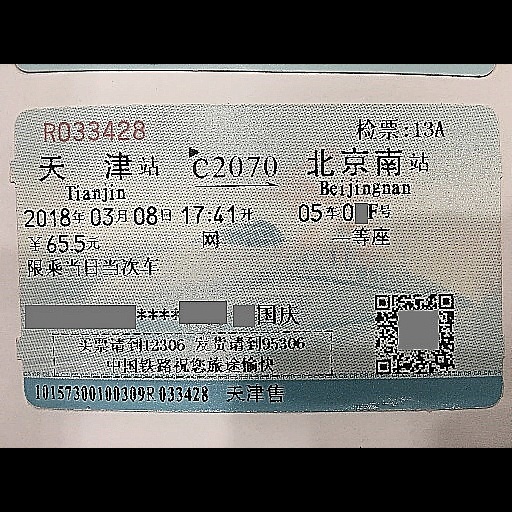 R033428 检票:13A
天 津站 C2070 北京南站
Tianjin Beijingnan
2018年03月08日 17:41开 05车0 F号
￥65.5元 网 一等座
限乘当日当次车
**** 国庆
买票请到12306 发货请到95306
中国铁路祝您旅途愉快
10157300100309R033428 天津售